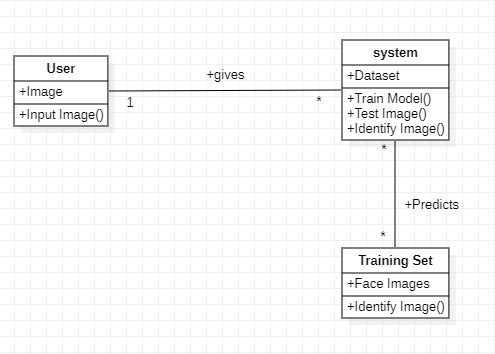 User
+Image
+Input Image()
+gives
1
*
system
+Dataset
+Train Model()
+Test Image()
+Identify Image()
*
+Predicts
*
Training Set
+Face Images
+Identify Image()